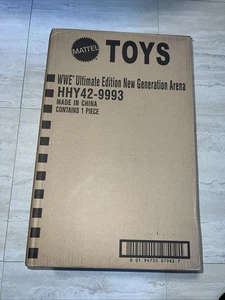 MATTEL
TOYS
WWE® Ultimate Edition New Generation Arena
HHY42-9993
MADE IN CHINA
CONTAINS 1 PIECE